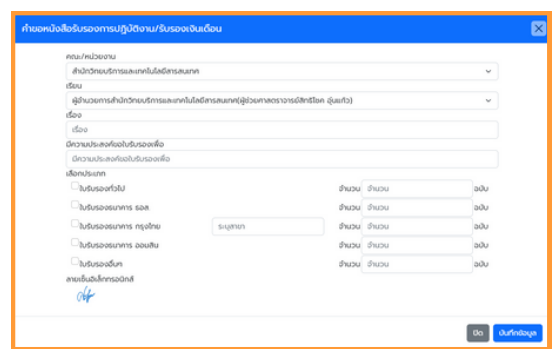 คำขอหนังสือรับรองการปฏิบัติงาน/รับรองเงินเดือน
คณะ/หน่วยงาน
สำนักวิทยบริการและเทคโนโลยีสารสนเทศ
เรียน
ผู้อำนวยการสำนักวิทยบริการและเทคโนโลยีสารสนเทศ(ผู้ช่วยศาสตราจารย์สิทธิโชค อุ่นแก้ว)
เรื่อง
เรื่อง
มีความประสงค์ขอใบรับรองเพื่อ
มีความประสงค์ขอใบรับรองเพื่อ
เลือกประเภท
ใบรับรองทั่วไป จำนวน จำนวน ฉบับ
ใบรับรองธนาคาร ธอส จำนวน จำนวน ฉบับ
ใบรับรองธนาคาร กรุงไทย ระบุสาขา จำนวน จำนวน ฉบับ
ใบรับรองธนาคาร ออมสิน จำนวน จำนวน ฉบับ
ใบรับรองอื่นๆ จำนวน จำนวน ฉบับ
ลายเซ็นอิเล็กทรอนิกส์
ปิด บันทึกข้อมูล